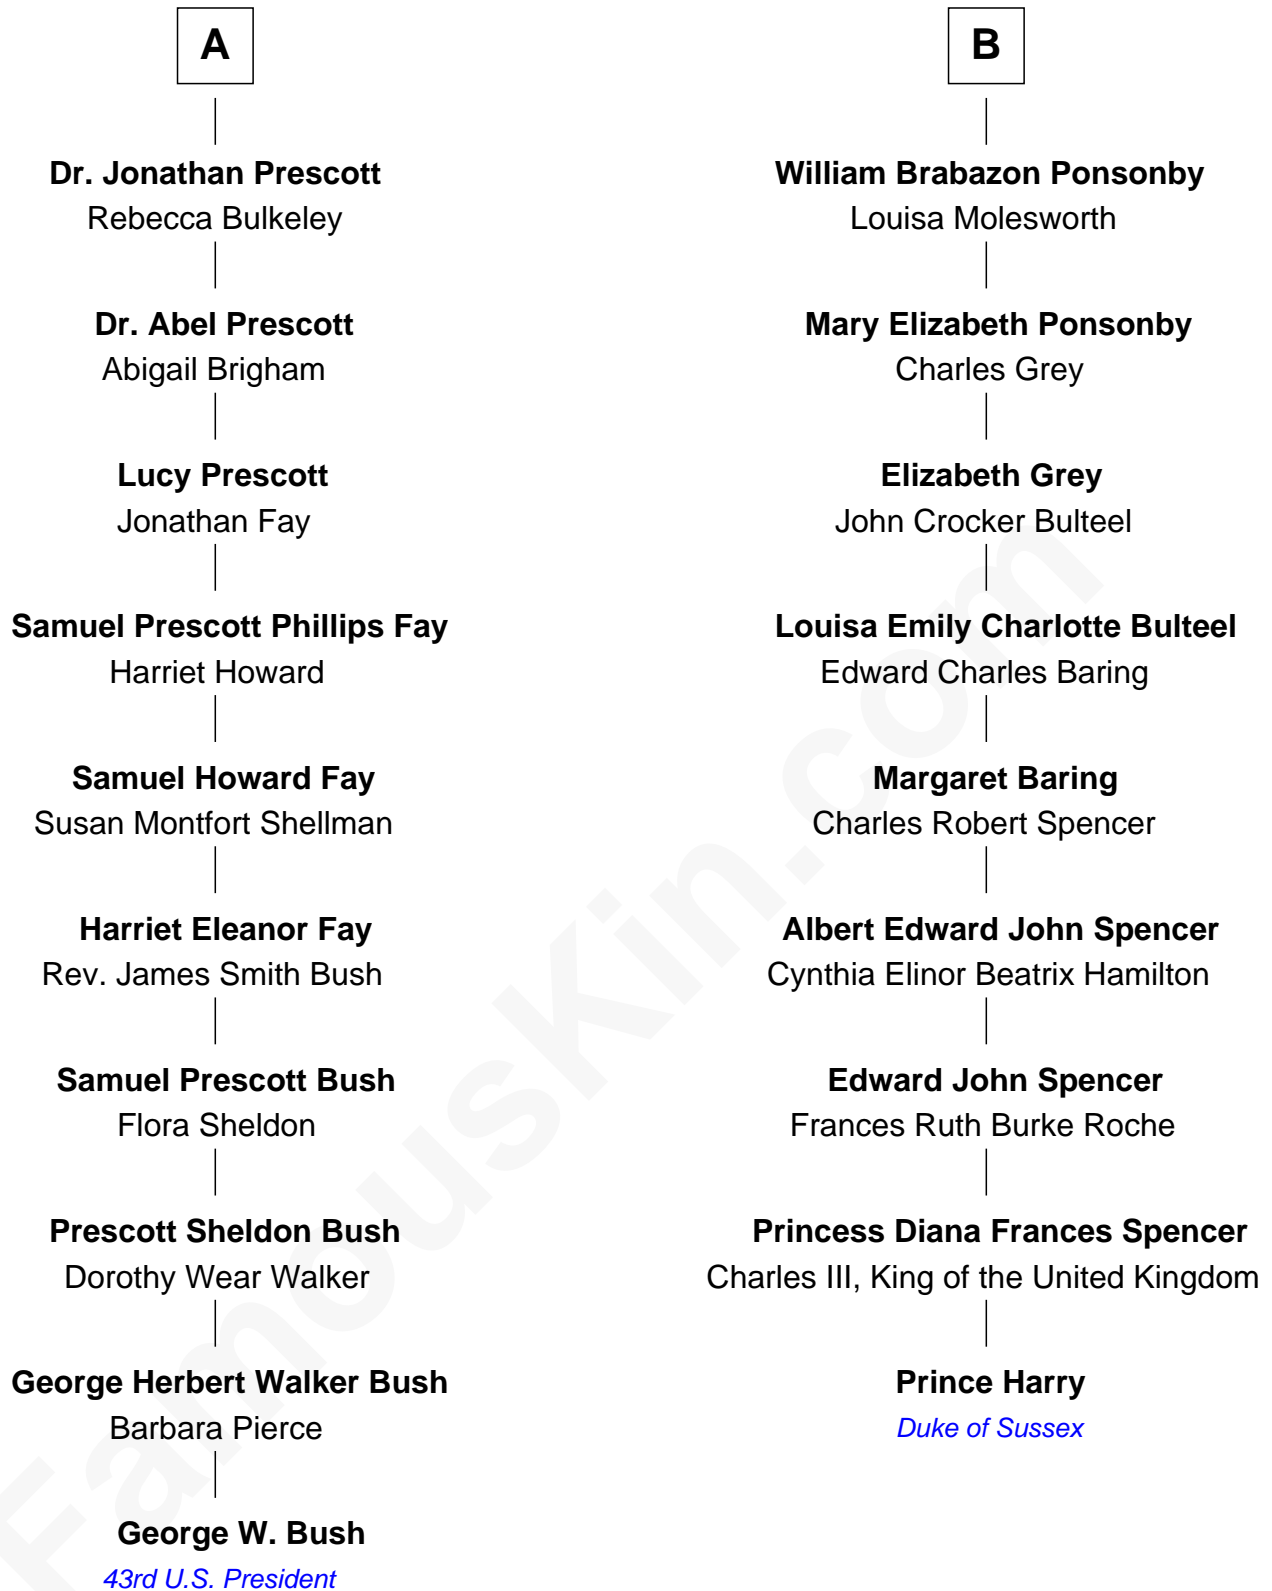 A
Dr. Jonathan Prescott
Rebecca Bulkeley
Dr. Abel Prescott
Abigail Brigham
Lucy Prescott
Jonathan Fay
Samuel Prescott Phillips Fay
Harriet Howard
Samuel Howard Fay
Susan Montfort Shellman
Harriet Eleanor Fay
Rev. James Smith Bush
Samuel Prescott Bush
Flora Sheldon
Prescott Sheldon Bush
Dorothy Wear Walker
George Herbert Walker Bush
Barbara Pierce
George W. Bush
43rd U.S. President
B
William Brabazon Ponsonby
Louisa Molesworth
Mary Elizabeth Ponsonby
Charles Grey
Elizabeth Grey
John Crocker Bulteel
Louisa Emily Charlotte Bulteel
Edward Charles Baring
Margaret Baring
Charles Robert Spencer
Albert Edward John Spencer
Cynthia Elinor Beatrix Hamilton
Edward John Spencer
Frances Ruth Burke Roche
Princess Diana Frances Spencer
Charles III, King of the United Kingdom
Prince Harry
Duke of Sussex
FamousKin.com